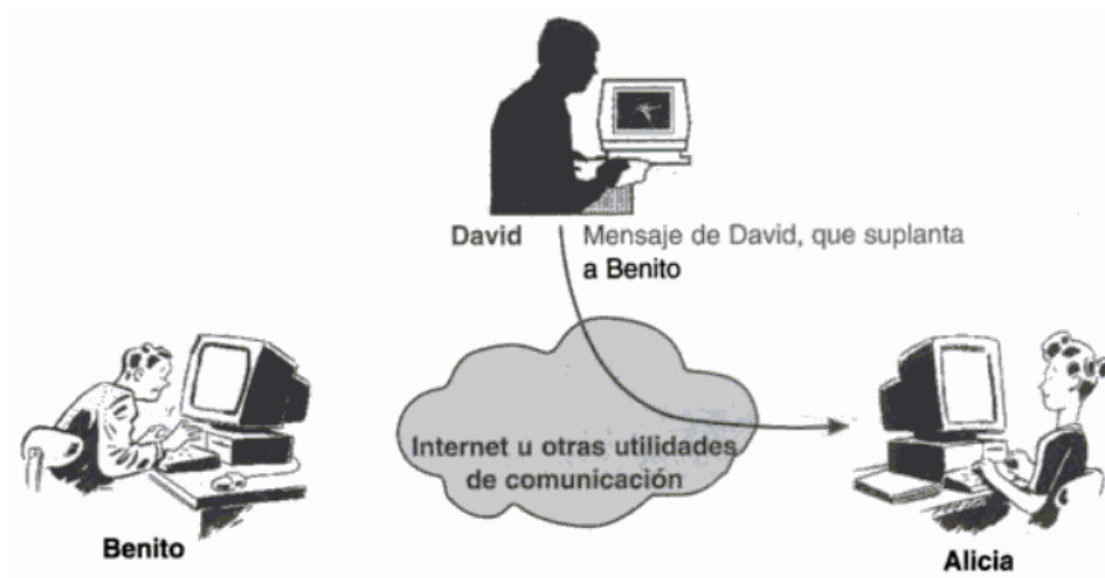 David
Mensaje de David, que suplanta
a Benito
Internet u otras utilidades
de comunicación
Benito
Alicia